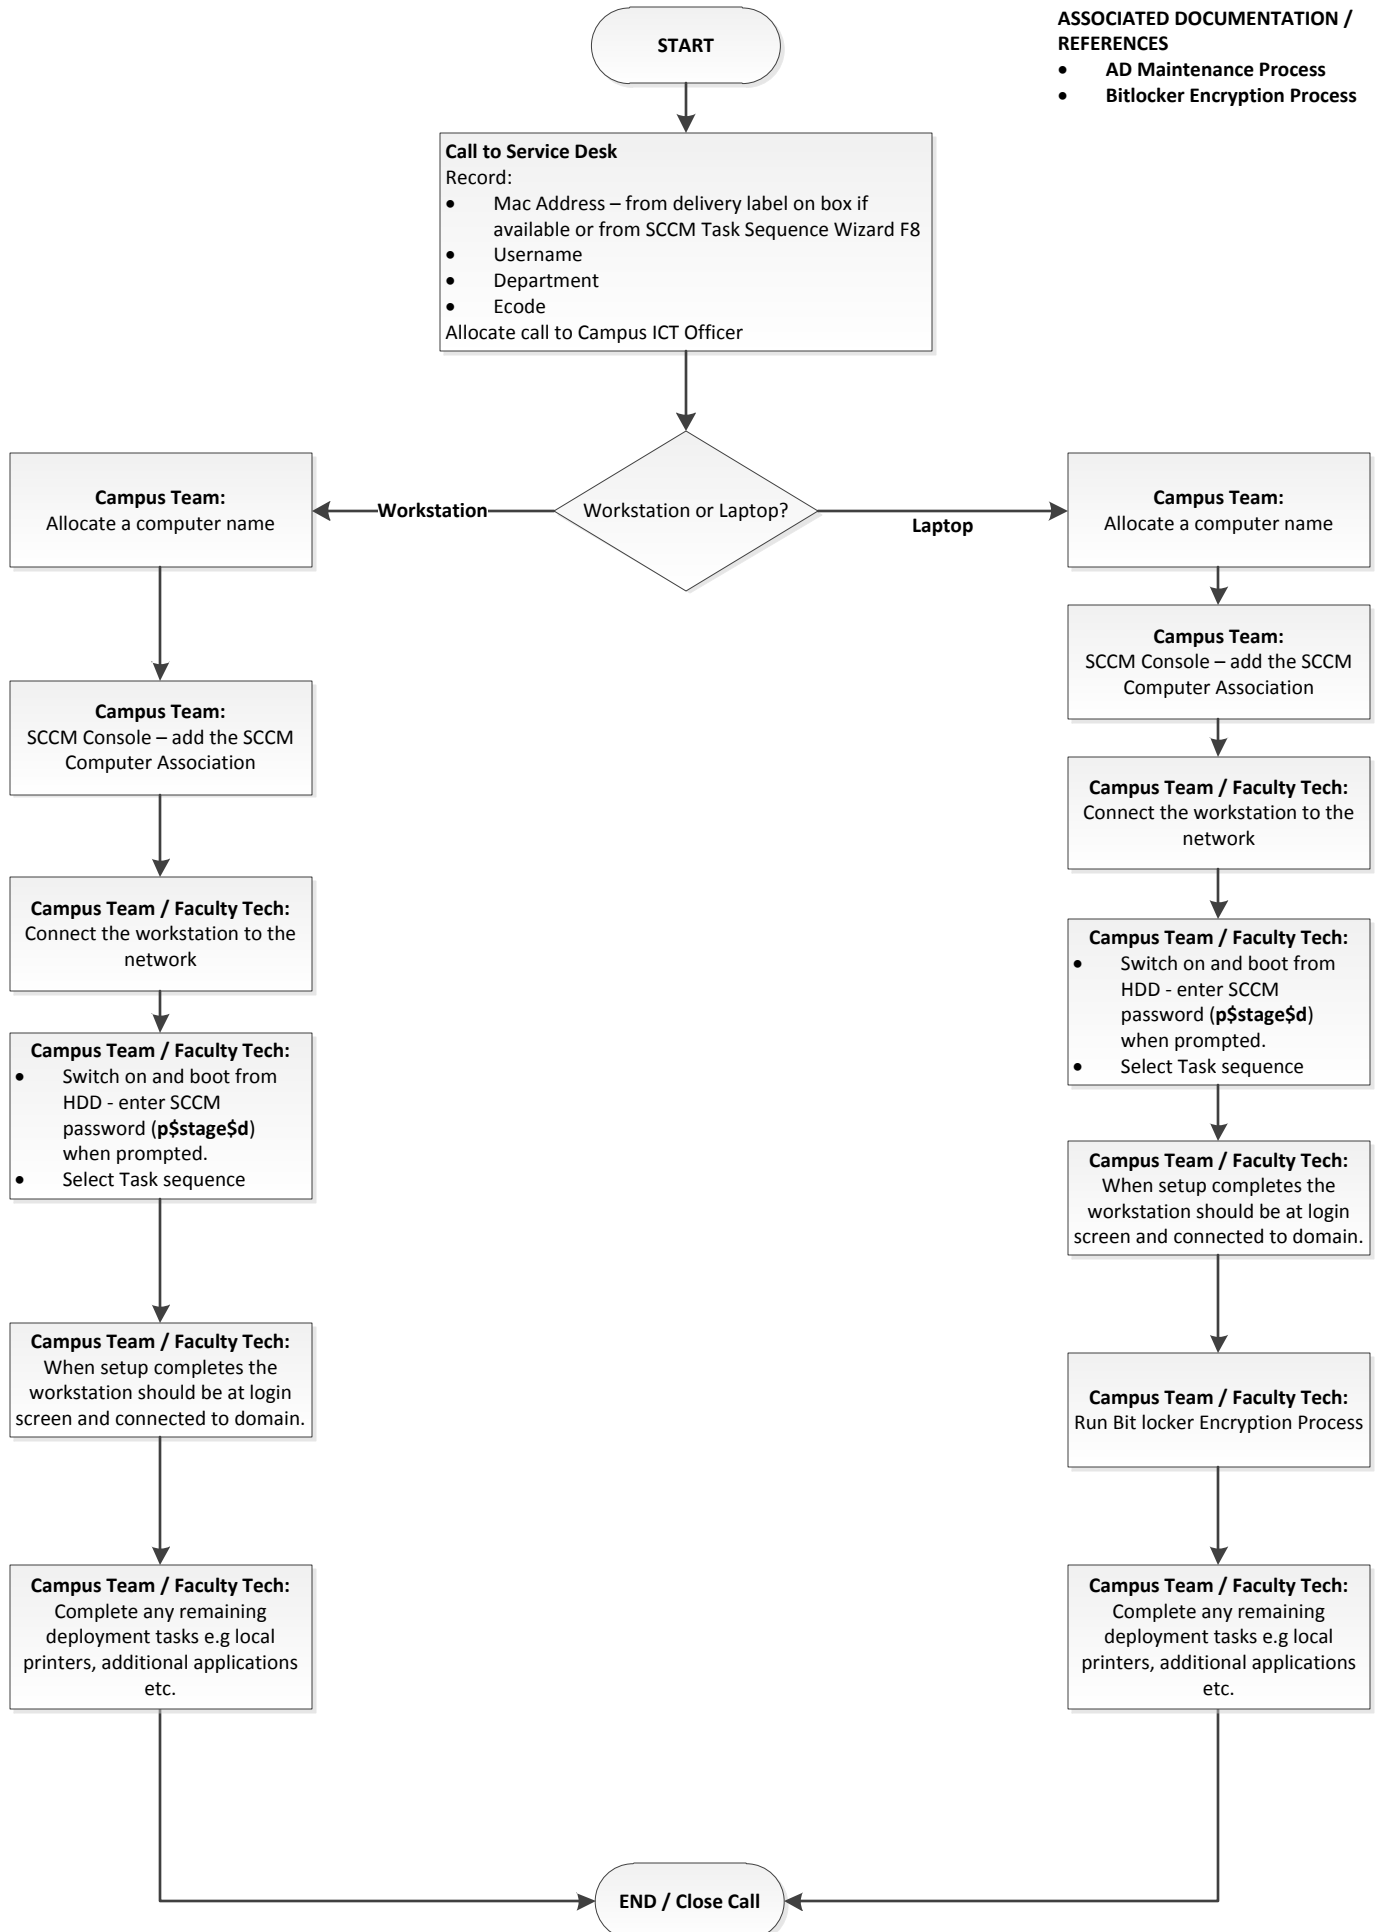 START
ASSOCIATED DOCUMENTATION /
REFERENCES
• AD Maintenance Process
• Bitlocker Encryption Process
Call to Service Desk
Record:
• Mac Address – from delivery label on box if
available or from SCCM Task Sequence Wizard F8
• Username
• Department
• Ecode
Allocate call to Campus ICT Officer
Workstation or Laptop?
Workstation
Laptop
Campus Team:
Allocate a computer name
Campus Team:
SCCM Console – add the SCCM
Computer Association
Campus Team / Faculty Tech:
Connect the workstation to the
network
Campus Team / Faculty Tech:
• Switch on and boot from
HDD - enter SCCM
password (p$stage$d)
when prompted.
• Select Task sequence
Campus Team / Faculty Tech:
When setup completes the
workstation should be at login
screen and connected to domain.
Campus Team / Faculty Tech:
Complete any remaining
deployment tasks e.g local
printers, additional applications
etc.
Campus Team:
Allocate a computer name
Campus Team:
SCCM Console – add the SCCM
Computer Association
Campus Team / Faculty Tech:
Connect the workstation to the
network
Campus Team / Faculty Tech:
• Switch on and boot from
HDD - enter SCCM
password (p$stage$d)
when prompted.
• Select Task sequence
Campus Team / Faculty Tech:
When setup completes the
workstation should be at login
screen and connected to domain.
Campus Team / Faculty Tech:
Run Bit locker Encryption Process
Campus Team / Faculty Tech:
Complete any remaining
deployment tasks e.g local
printers, additional applications
etc.
END / Close Call